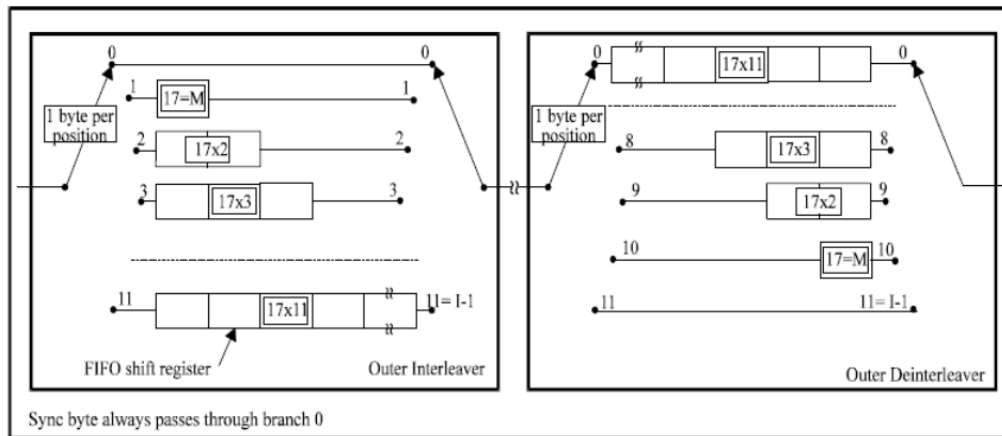 0
0
1
17=M
1
1 byte per
position
2
17x2
2
3
17x3
3
11
17x11
11= I-1
FIFO shift register
Outer Interleaver
0
17x11
0
1 byte per
position
8
17x3
8
9
17x2
9
10
17=M
10
11
11= I-1
Outer Deinterleaver
Sync byte always passes through branch 0